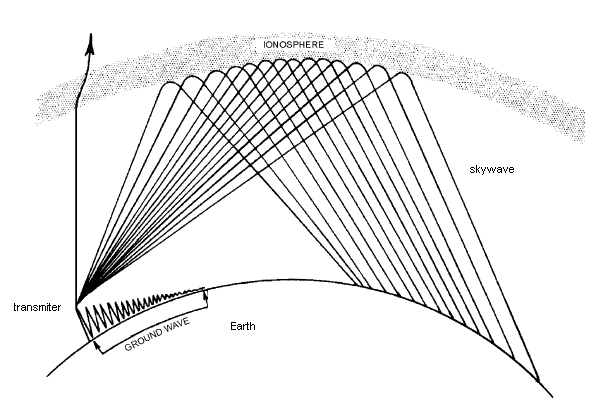 IONOSPHERE
skywave
transmiter
GROUND WAVE
Earth